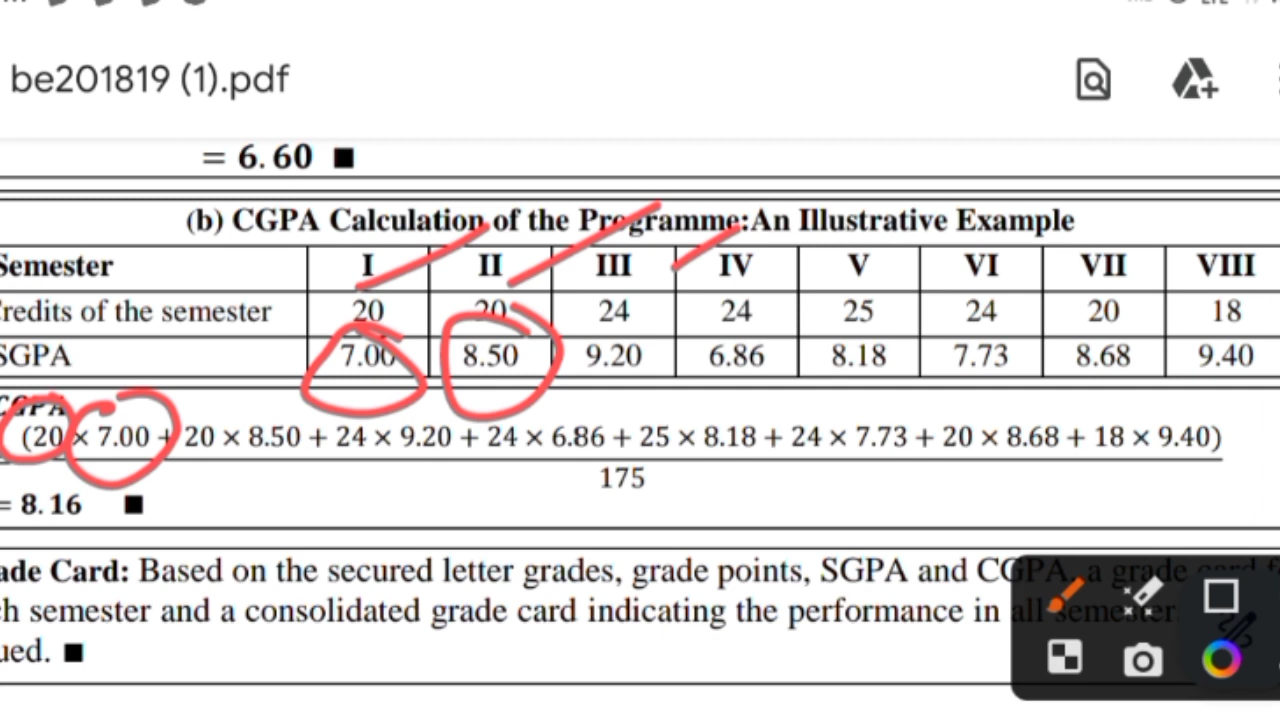 be201819 (1).pdf
= 6.60 ■
(b) CGPA Calculation of the Programme:An Illustrative Example
Semester I II III IV V VI VII VIII
redits of the semester 20 20 24 24 25 24 20 18
SGPA 7.00 8.50 9.20 6.86 8.18 7.73 8.68 9.40
CGPA
(20 × 7.00 + 20 × 8.50 + 24 × 9.20 + 24 × 6.86 + 25 × 8.18 + 24 × 7.73 + 20 × 8.68 + 18 × 9.40)
175
= 8.16 ■
ade Card: Based on the secured letter grades, grade points, SGPA and CGPA, a grade card f
ch semester and a consolidated grade card indicating the performance in all semester
ued. ■